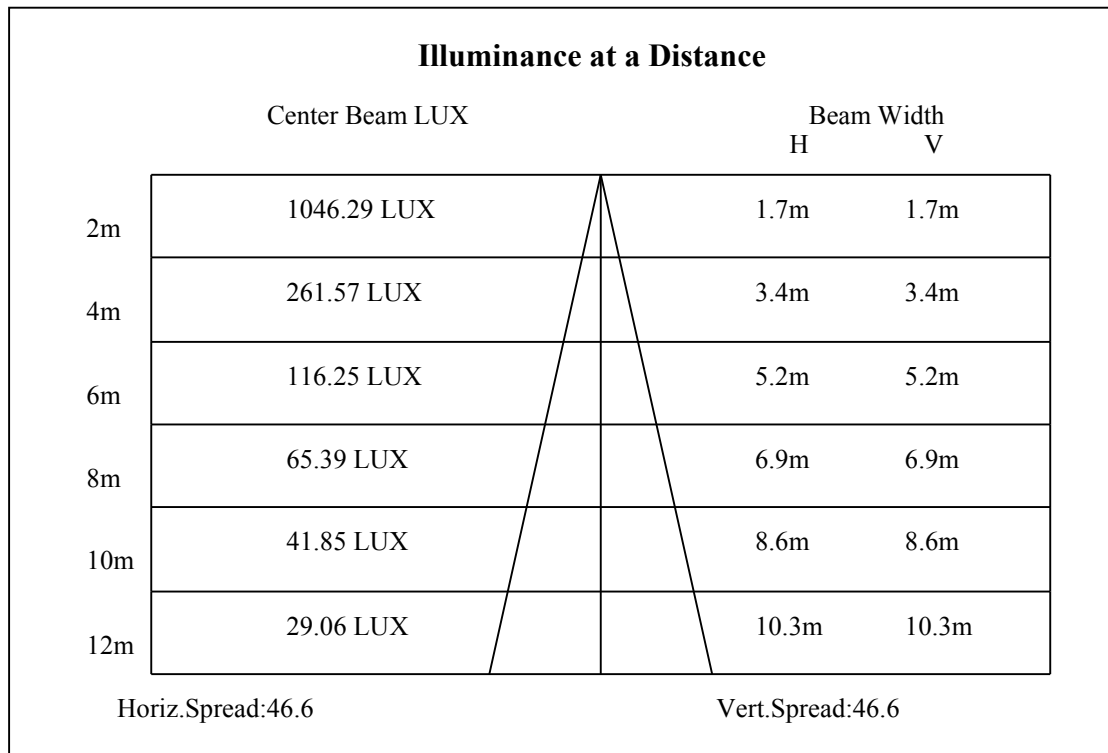 Illuminance at a Distance
Center Beam LUX Beam Width
H V
2m 1046.29 LUX 1.7m 1.7m
4m 261.57 LUX 3.4m 3.4m
6m 116.25 LUX 5.2m 5.2m
8m 65.39 LUX 6.9m 6.9m
10m 41.85 LUX 8.6m 8.6m
12m 29.06 LUX 10.3m 10.3m
Horiz.Spread:46.6 Vert.Spread:46.6